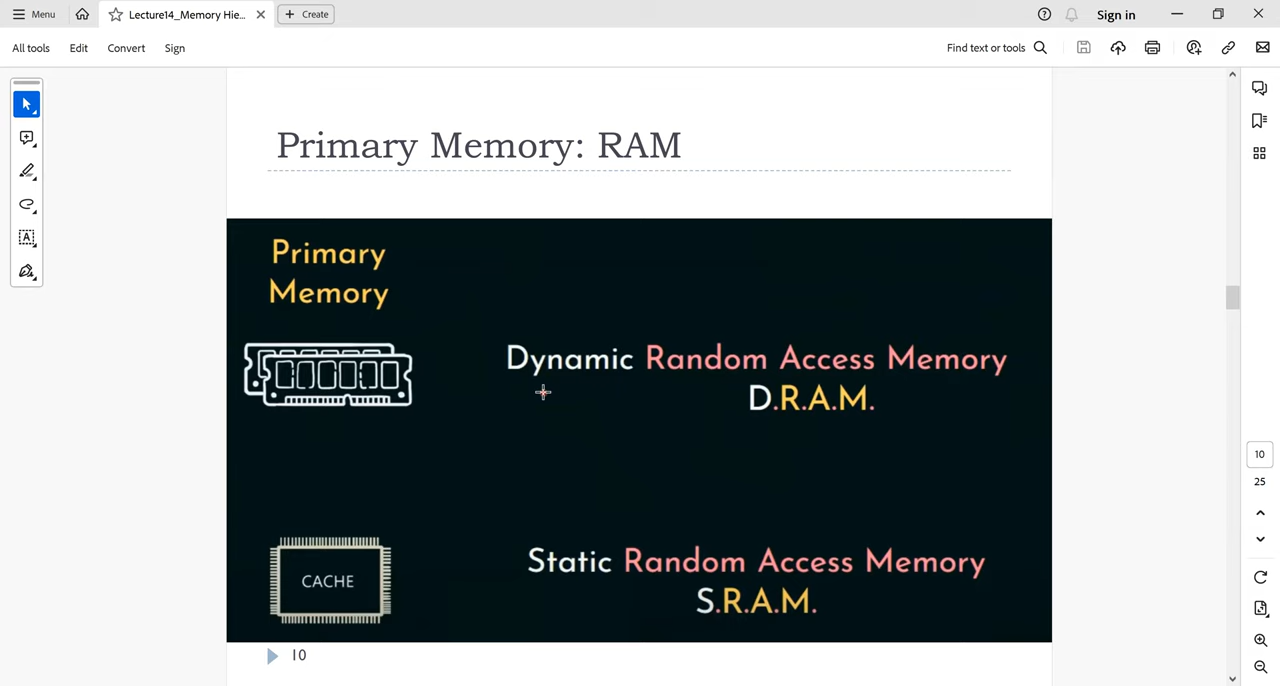 Menu
Lecture14_Memory Hie...
Create
Sign in
All tools
Edit
Convert
Sign
Find text or tools
Primary Memory: RAM
Primary
Memory
Dynamic Random Access Memory
D.R.A.M.
CACHE
Static Random Access Memory
S.R.A.M.
10
10
25